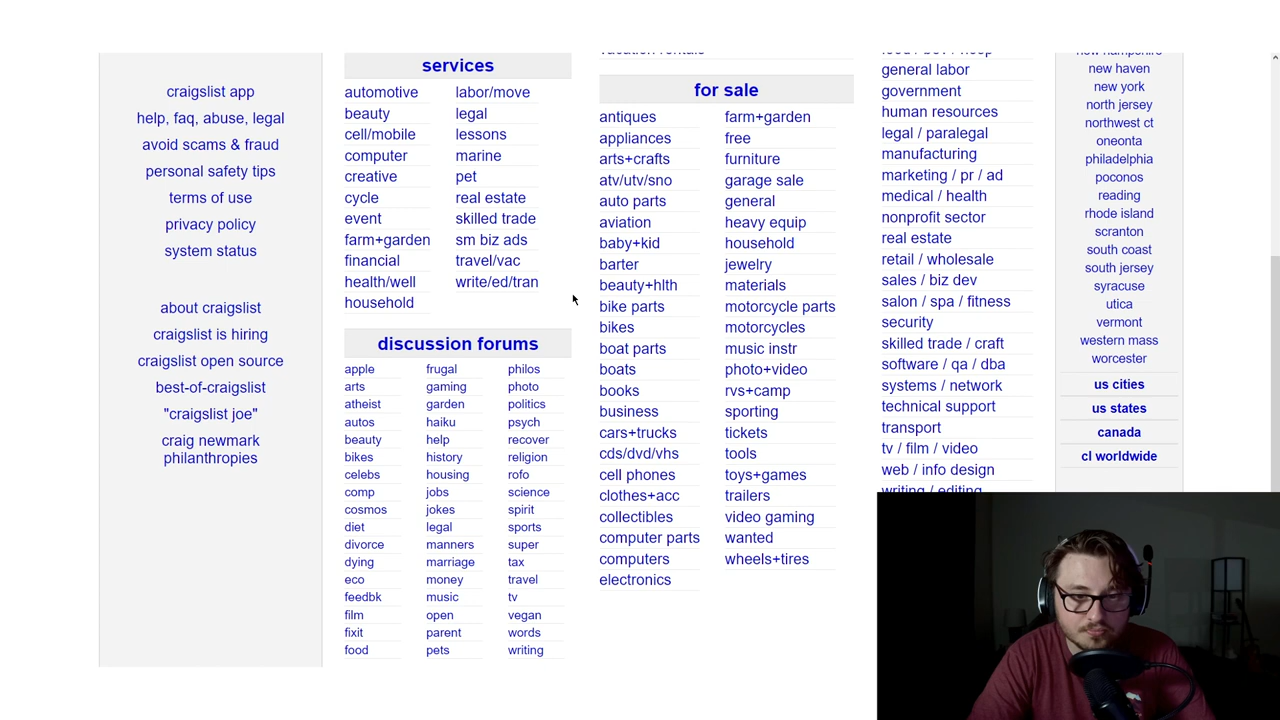 craigslist app
help, faq, abuse, legal
avoid scams & fraud
personal safety tips
terms of use
privacy policy
system status
about craigslist
craigslist is hiring
craigslist open source
best-of-craigslist
"craigslist joe"
craig newmark
philanthropies
services
automotive
beauty
cell/mobile
computer
creative
cycle
event
farm+garden
financial
health/well
household
labor/move
legal
lessons
marine
pet
real estate
skilled trade
sm biz ads
travel/vac
write/ed/tran
discussion forums
apple
arts
atheist
autos
beauty
bikes
celebs
comp
cosmos
diet
divorce
dying
eco
feedbk
film
fixit
food
frugal
gaming
garden
haiku
help
history
housing
jobs
jokes
legal
manners
marriage
money
music
open
parent
pets
philos
photo
politics
psych
recover
religion
rofo
science
spirit
sports
super
tax
travel
tv
vegan
words
writing
vacation rentals
for sale
antiques
appliances
arts+crafts
atv/utv/sno
auto parts
aviation
baby+kid
barter
beauty+hlth
bike parts
bikes
boat parts
boats
books
business
cars+trucks
cds/dvd/vhs
cell phones
clothes+acc
collectibles
computer parts
computers
electronics
farm+garden
free
furniture
garage sale
general
heavy equip
household
jewelry
materials
motorcycle parts
motorcycles
music instr
photo+video
rvs+camp
sporting
tickets
tools
toys+games
trailers
video gaming
wanted
wheels+tires
food / bev / hosp
general labor
government
human resources
legal / paralegal
manufacturing
marketing / pr / ad
medical / health
nonprofit sector
real estate
retail / wholesale
sales / biz dev
salon / spa / fitness
security
skilled trade / craft
software / qa / dba
systems / network
technical support
transport
tv / film / video
web / info design
writing / editing
new hampshire
new haven
new york
north jersey
northwest ct
oneonta
philadelphia
poconos
reading
rhode island
scranton
south coast
south jersey
syracuse
utica
vermont
western mass
worcester
us cities
us states
canada
cl worldwide